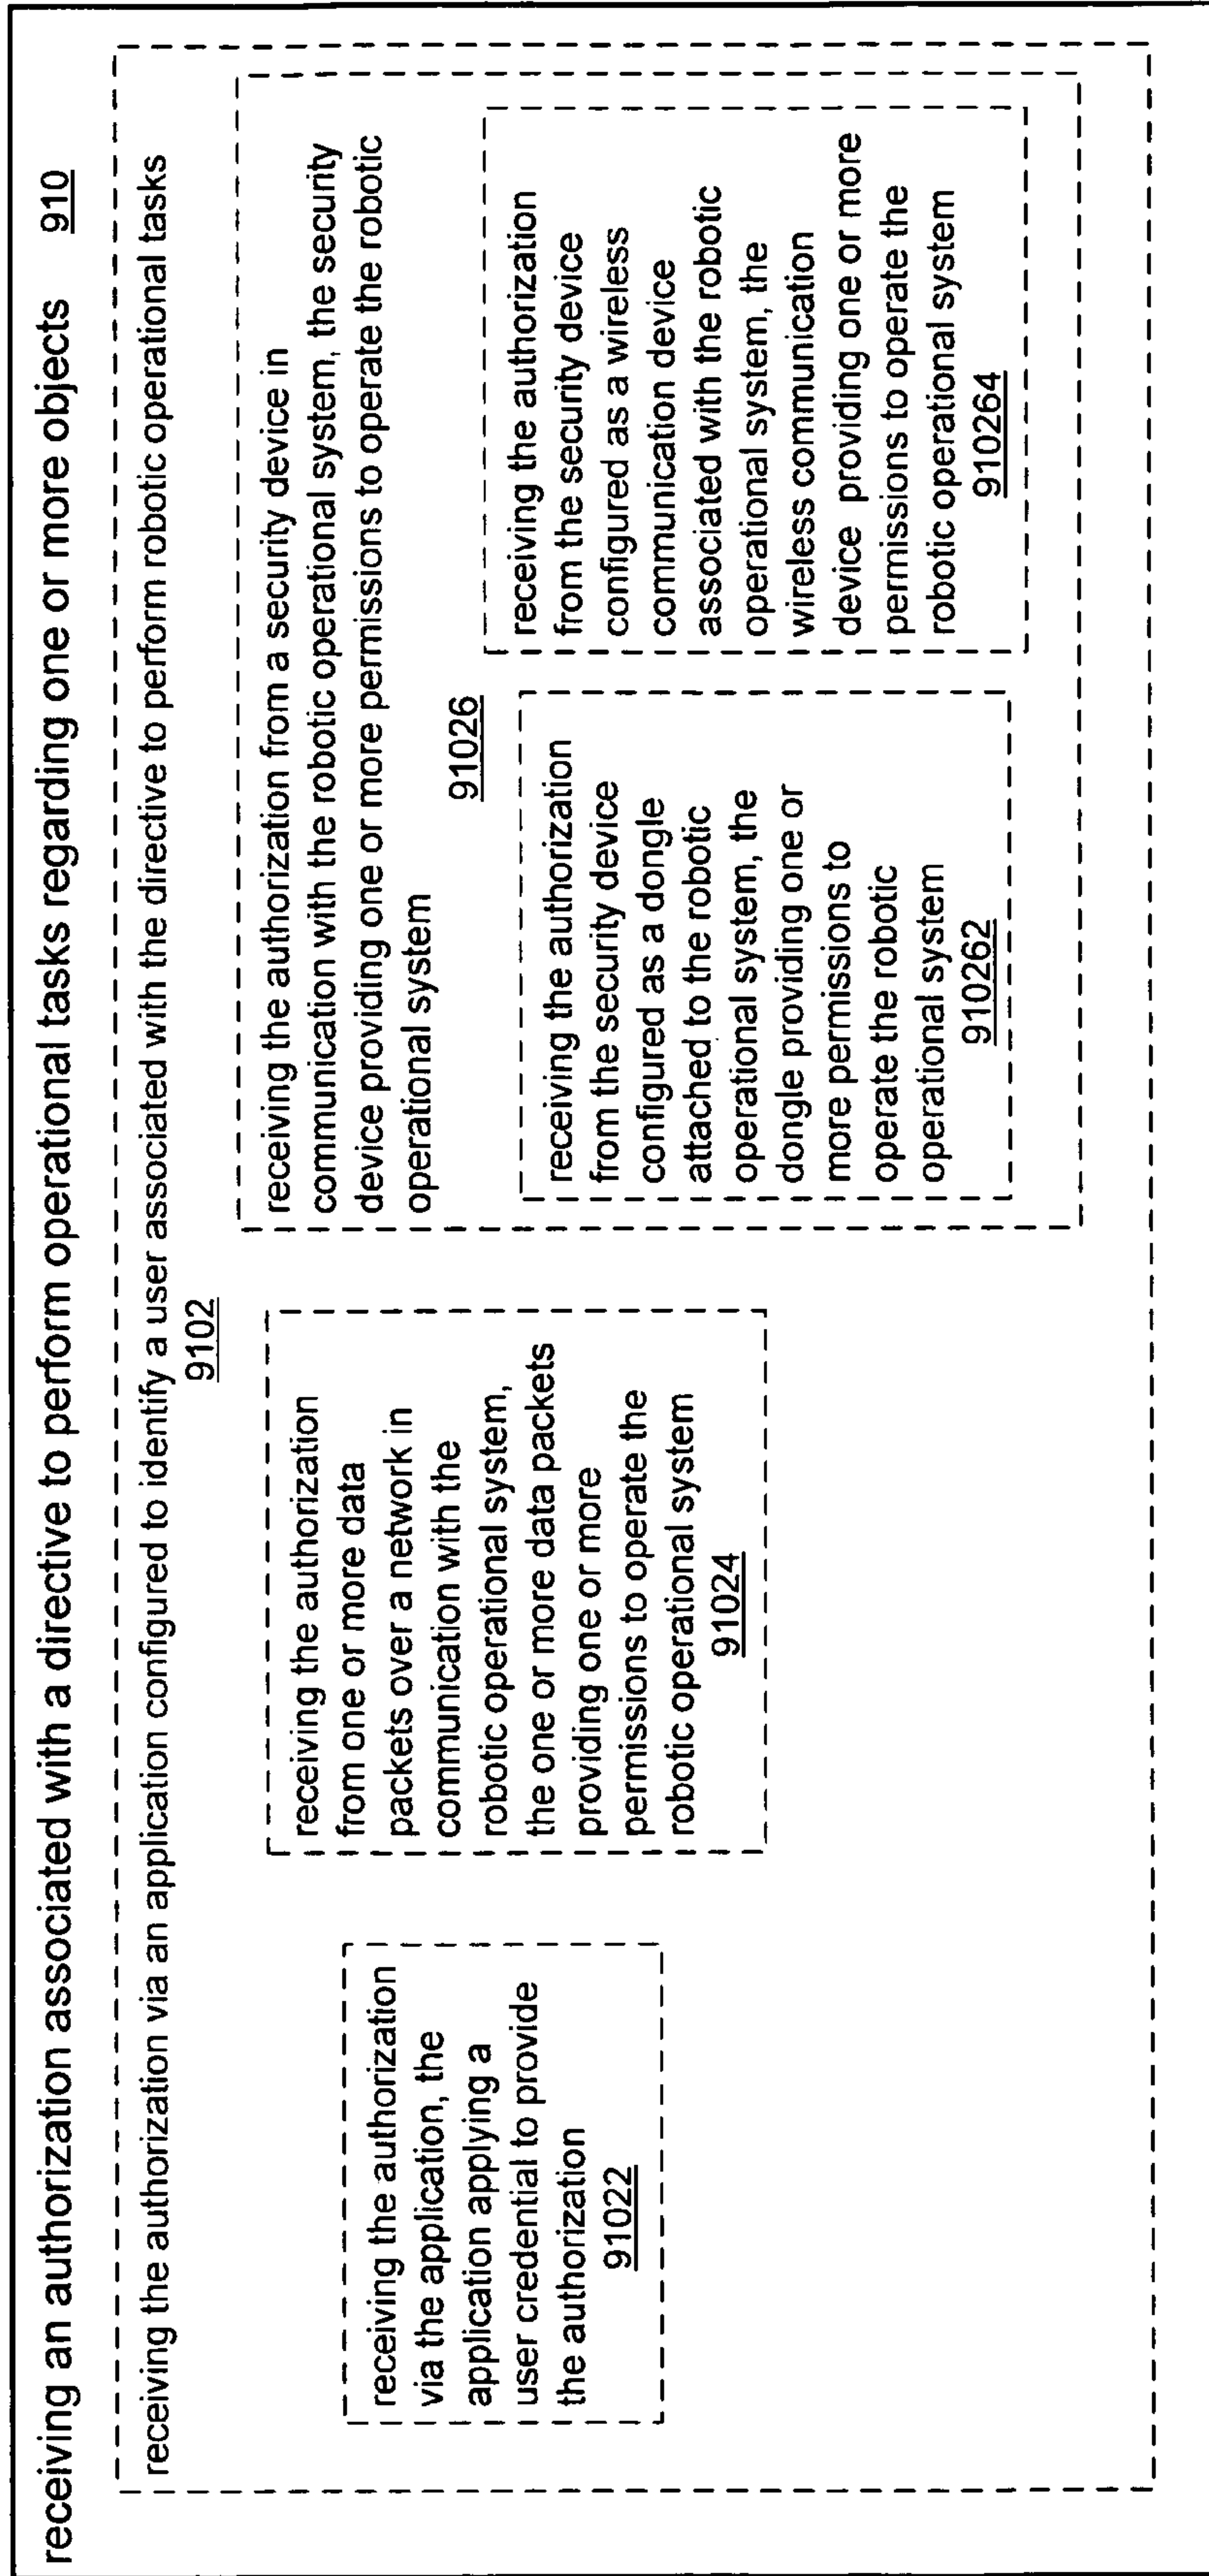 receiving an authorization associated with a directive to perform operational tasks regarding one or more objects 910
receiving the authorization via an application configured to identify a user associated with the directive to perform robotic operational tasks
9102
receiving the authorization
via the application, the
application applying a
user credential to provide
the authorization
91022
receiving the authorization
from one or more data
packets over a network in
communication with the
robotic operational system,
the one or more data packets
providing one or more
permissions to operate the
robotic operational system
91024
receiving the authorization from a security device in
communication with the robotic operational system, the security
device providing one or more permissions to operate the robotic
operational system
91026
receiving the authorization
from the security device
configured as a dongle
attached to the robotic
operational system, the
dongle providing one or
more permissions to
operate the robotic
operational system
910262
receiving the authorization
from the security device
configured as a wireless
communication device
associated with the robotic
operational system, the
wireless communication
device providing one or more
permissions to operate the
robotic operational system
910264